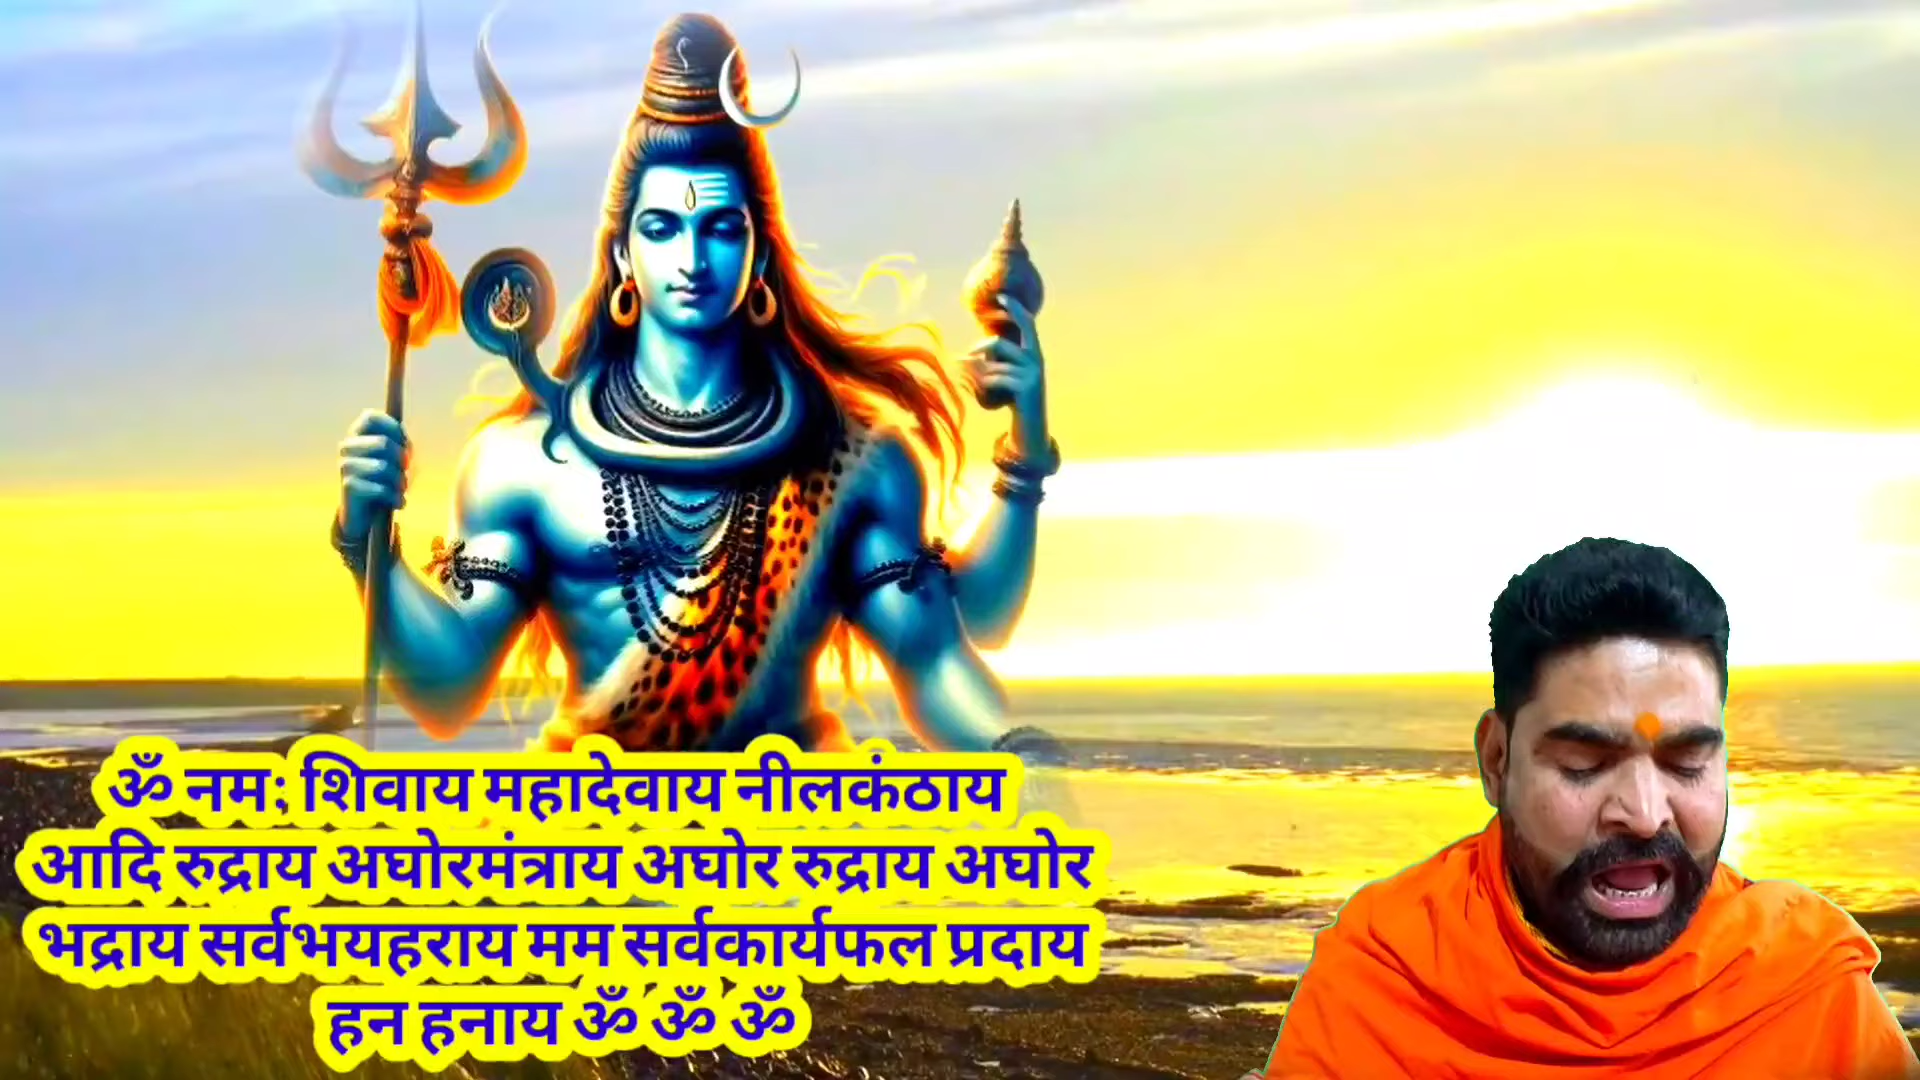 ॐ नम: शिवाय महादेवाय नीलकंठाय
आदि रुद्राय अघोरमंत्राय अघोर रुद्राय अघोर
भद्राय सर्वभयहराय मम सर्वकार्यफल प्रदाय
हन हनाय ॐ ॐ ॐ